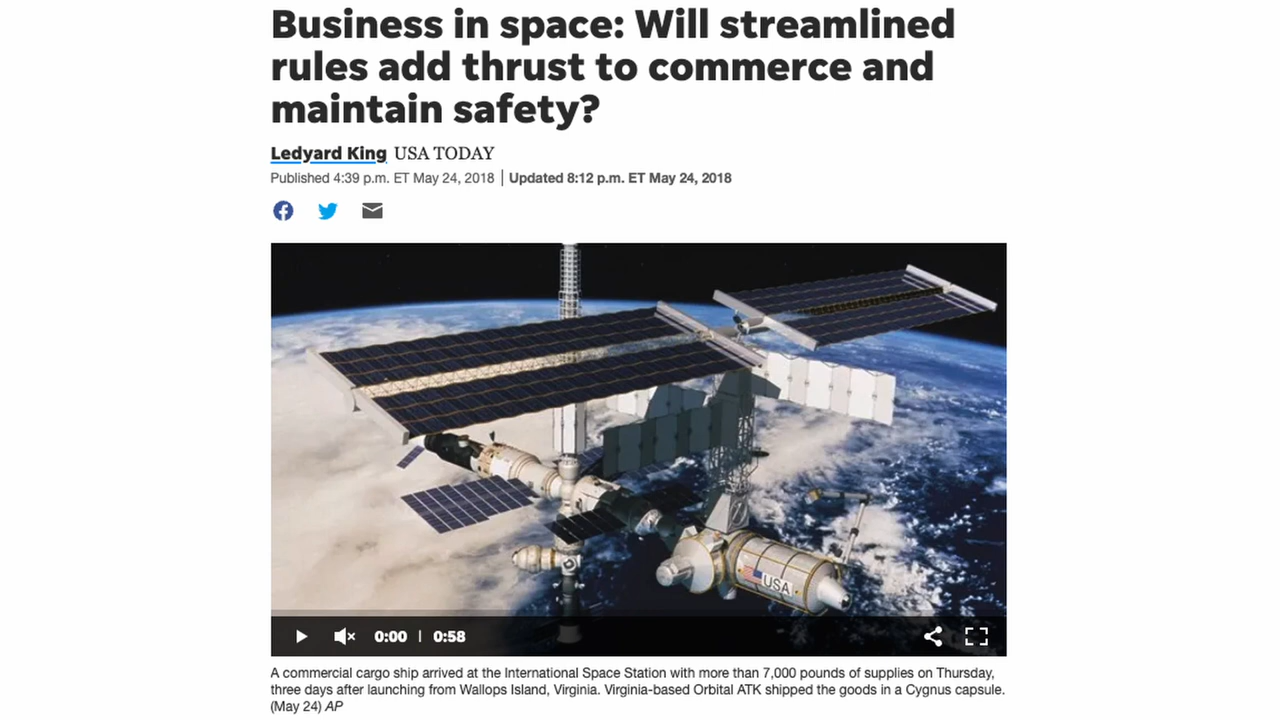 Business in space: Will streamlined
rules add thrust to commerce and
maintain safety?
Ledyard King USA TODAY
Published 4:39 p.m. ET May 24, 2018 | Updated 8:12 p.m. ET May 24, 2018
USA
0:00 | 0:58
A commercial cargo ship arrived at the International Space Station with more than 7,000 pounds of supplies on Thursday,
three days after launching from Wallops Island, Virginia. Virginia-based Orbital ATK shipped the goods in a Cygnus capsule.
(May 24) AP